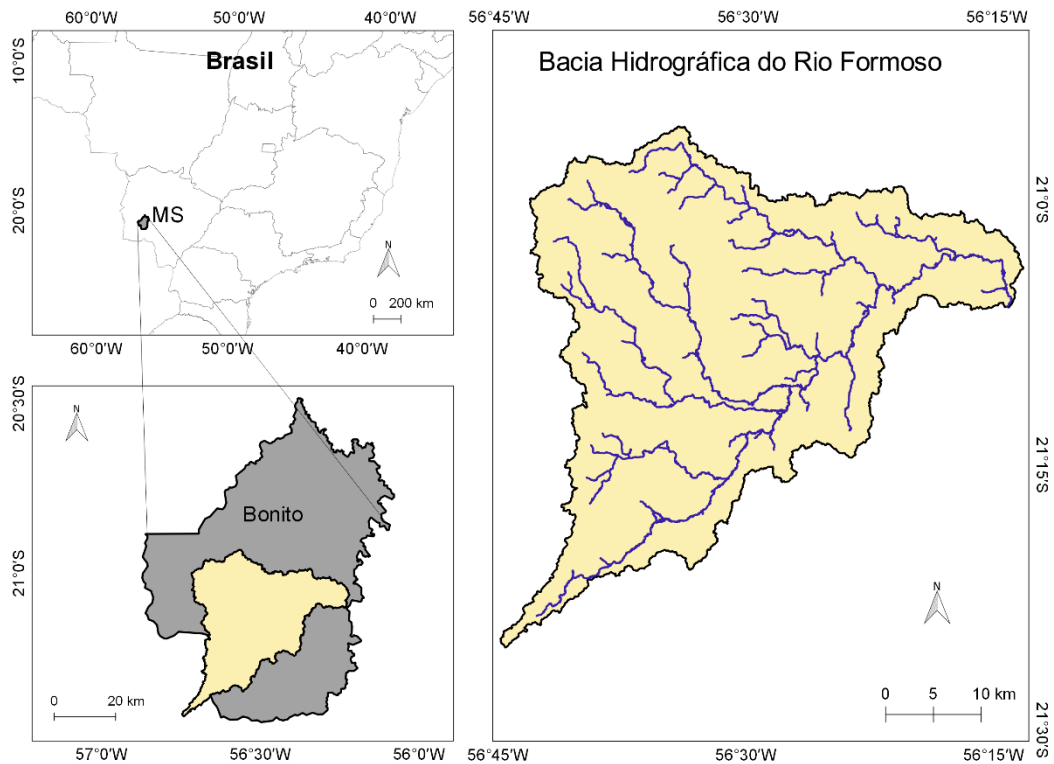 60°0'W 50°0'W 40°0'W
10°0'S
20°0'S
Brasil
MS
N
0 200 km
60°0'W 50°0'W 40°0'W
20°30'S
21°0'S
N
Bonito
0 20 km
57°0'W 56°30'W 56°0'W
56°45'W 56°30'W 56°15'W
Bacia Hidrográfica do Rio Formoso
21°0'S
21°15'S
21°30'S
N
0 5 10 km
56°45'W 56°30'W 56°15'W